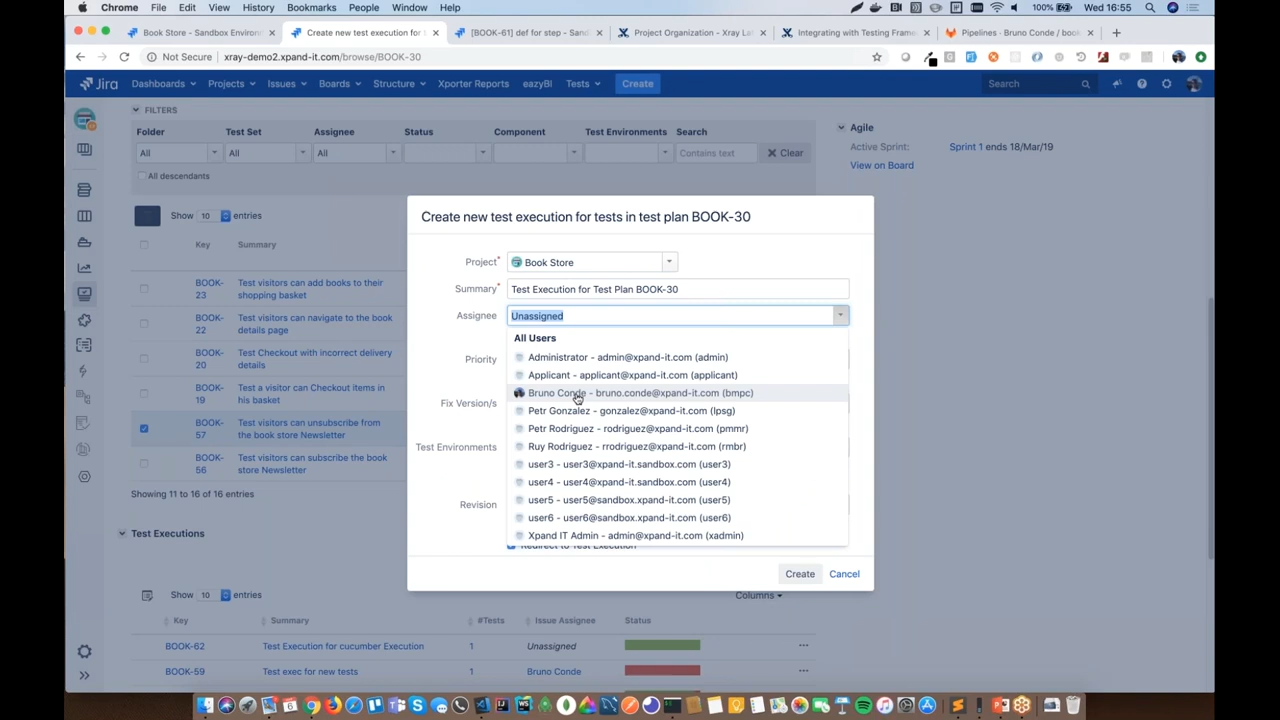 Chrome File Edit View History Bookmarks People Window Help 100% Wed 16:55
Book Store - Sandbox Environ Create new test execution for [BOOK-61] def for step - Sandbo Project Organization - Xray La Integrating with Testing Fram Pipelines - Bruno Conde / book
Not Secure xray-demo2.xpand-it.com/browse/BOOK-30
Jira Dashboards Projects Issues Boards Structure Xporter Reports eazyBI Tests Create Search
FILTERS
Folder Test Set Assignee Status Component Test Environments Search
All All All Contains text Clear
All descendants
Agile
Active Sprint: Sprint 1 ends 18/Mar/19
View on Board
Show 10 entries
Key Summary
BOOK-23 Test visitors can add books to their
shopping basket
BOOK-22 Test visitors can navigate to the book
details page
BOOK-20 Test Checkout with incorrect delivery
details
BOOK-19 Test a visitor can Checkout items in
his basket
BOOK-57 Test visitors can unsubscribe from
the book store Newsletter
BOOK-56 Test visitors can subscribe the book
store Newsletter
Showing 11 to 16 of 16 entries
Create new test execution for tests in test plan BOOK-30
Project* Book Store
Summary* Test Execution for Test Plan BOOK-30
Assignee Unassigned
All Users
Administrator - admin@xpand-it.com (admin)
Priority
Applicant - applicant@xpand-it.com (applicant)
Bruno Conde - bruno.conde@xpand-it.com (bmpc)
Fix Version/s
Petr Gonzalez - gonzalez@xpand-it.com (lpsg)
Petr Rodriguez - rodriguez@xpand-it.com (pmmr)
Test Environments
Ruy Rodriguez - rrodriguez@xpand-it.com (rmbr)
user3 - user3@xpand-it.sandbox.com (user3)
user4 - user4@xpand-it.sandbox.com (user4)
Revision
user5 - user5@sandbox.xpand-it.com (user5)
user6 - user6@sandbox.xpand-it.com (user6)
Xpand IT Admin - admin@xpand-it.com (xadmin)
Redirect to Test Execution
Create Cancel
Test Executions
Show 10 entries Columns
Key Summary #Tests Issue Assignee Status
BOOK-62 Test Execution for cucumber Execution 1 Unassigned
BOOK-59 Test exec for new tests 1 Bruno Conde